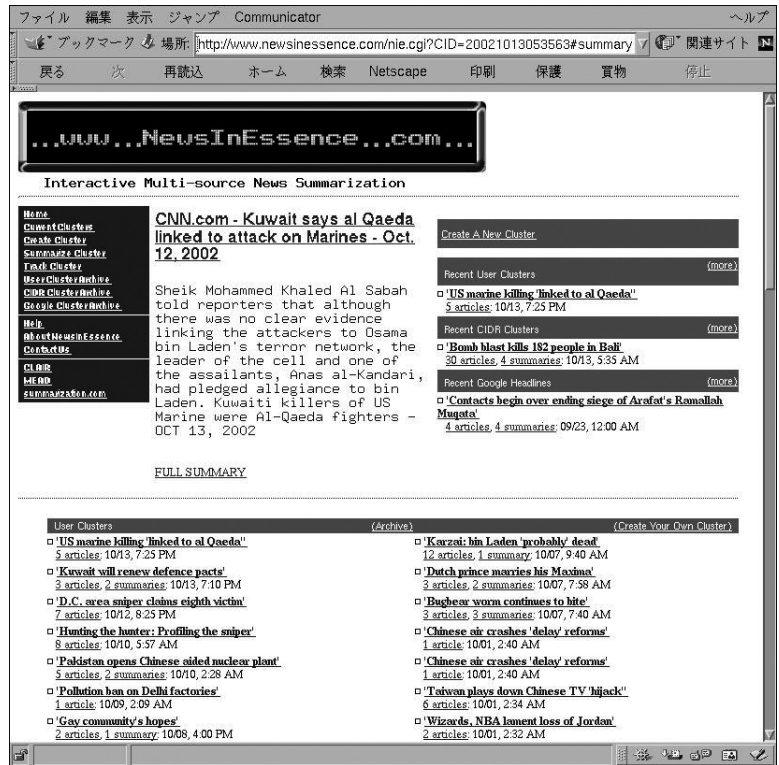 ファイル 編集 表示 ジャンプ Communicator ヘルプ
ブックマーク 場所: http://www.newsinessence.com/nie.cgi?CID=20021013053563#summary 関連サイト N
戻る 次 再読込 ホーム 検索 Netscape 印刷 保護 買物 停止
...www...NewsInEssence...com...
Interactive Multi-source News Summarization
Home
Current Clusters
Create Cluster
Summarize Cluster
Track Cluster
User Cluster Archive
CIDR Cluster Archive
Google Cluster Archive
Help
About NewsInEssence
Contact Us
CLAIR
MEAD
summarization.com
CNN.com - Kuwait says al Qaeda
linked to attack on Marines - Oct.
12, 2002
Sheik Mohammed Khaled Al Sabah
told reporters that although
there was no clear evidence
linking the attackers to Osama
bin Laden's terror network, the
leader of the cell and one of
the assailants, Anas al-Kandari,
had pledged allegiance to bin
Laden. Kuwaiti killers of US
Marine were Al-Qaeda fighters -
OCT 13, 2002
FULL SUMMARY
Create A New Cluster
Recent User Clusters (more)
'US marine killing 'linked to al Qaeda''
5 articles; 10/13, 7:25 PM
Recent CIDR Clusters (more)
'Bomb blast kills 182 people in Bali'
30 articles, 4 summaries; 10/13, 5:35 AM
Recent Google Headlines (more)
'Contacts begin over ending siege of Arafat's Ramallah
Muqata'
4 articles, 4 summaries; 09/23, 12:00 AM
User Clusters (Archive) (Create Your Own Cluster)
'US marine killing 'linked to al Qaeda''
5 articles; 10/13, 7:25 PM
'Kuwait will renew defence pacts'
3 articles, 2 summaries; 10/13, 7:10 PM
'D.C. area sniper claims eighth victim'
7 articles; 10/12, 8:25 PM
'Hunting the hunter: Profiling the sniper'
8 articles; 10/10, 5:57 AM
'Pakistan opens Chinese aided nuclear plant'
5 articles, 2 summaries; 10/10, 2:28 AM
'Pollution ban on Delhi factories'
1 article; 10/09, 2:09 AM
'Gay community's hopes'
2 articles, 1 summary; 10/08, 4:00 PM
'Karzai: bin Laden 'probably' dead'
12 articles, 1 summary; 10/07, 9:40 AM
'Dutch prince marries his Maxima'
3 articles, 2 summaries; 10/07, 7:58 AM
'Bugbear worm continues to bite'
3 articles, 3 summaries; 10/07, 7:40 AM
'Chinese air crashes 'delay' reforms'
1 article; 10/01, 2:40 AM
'Chinese air crashes 'delay' reforms'
1 article; 10/01, 2:40 AM
'Taiwan plays down Chinese TV 'hijack''
6 articles; 10/01, 2:34 AM
'Wizards, NBA lament loss of Jordan'
2 articles; 10/01, 2:32 AM